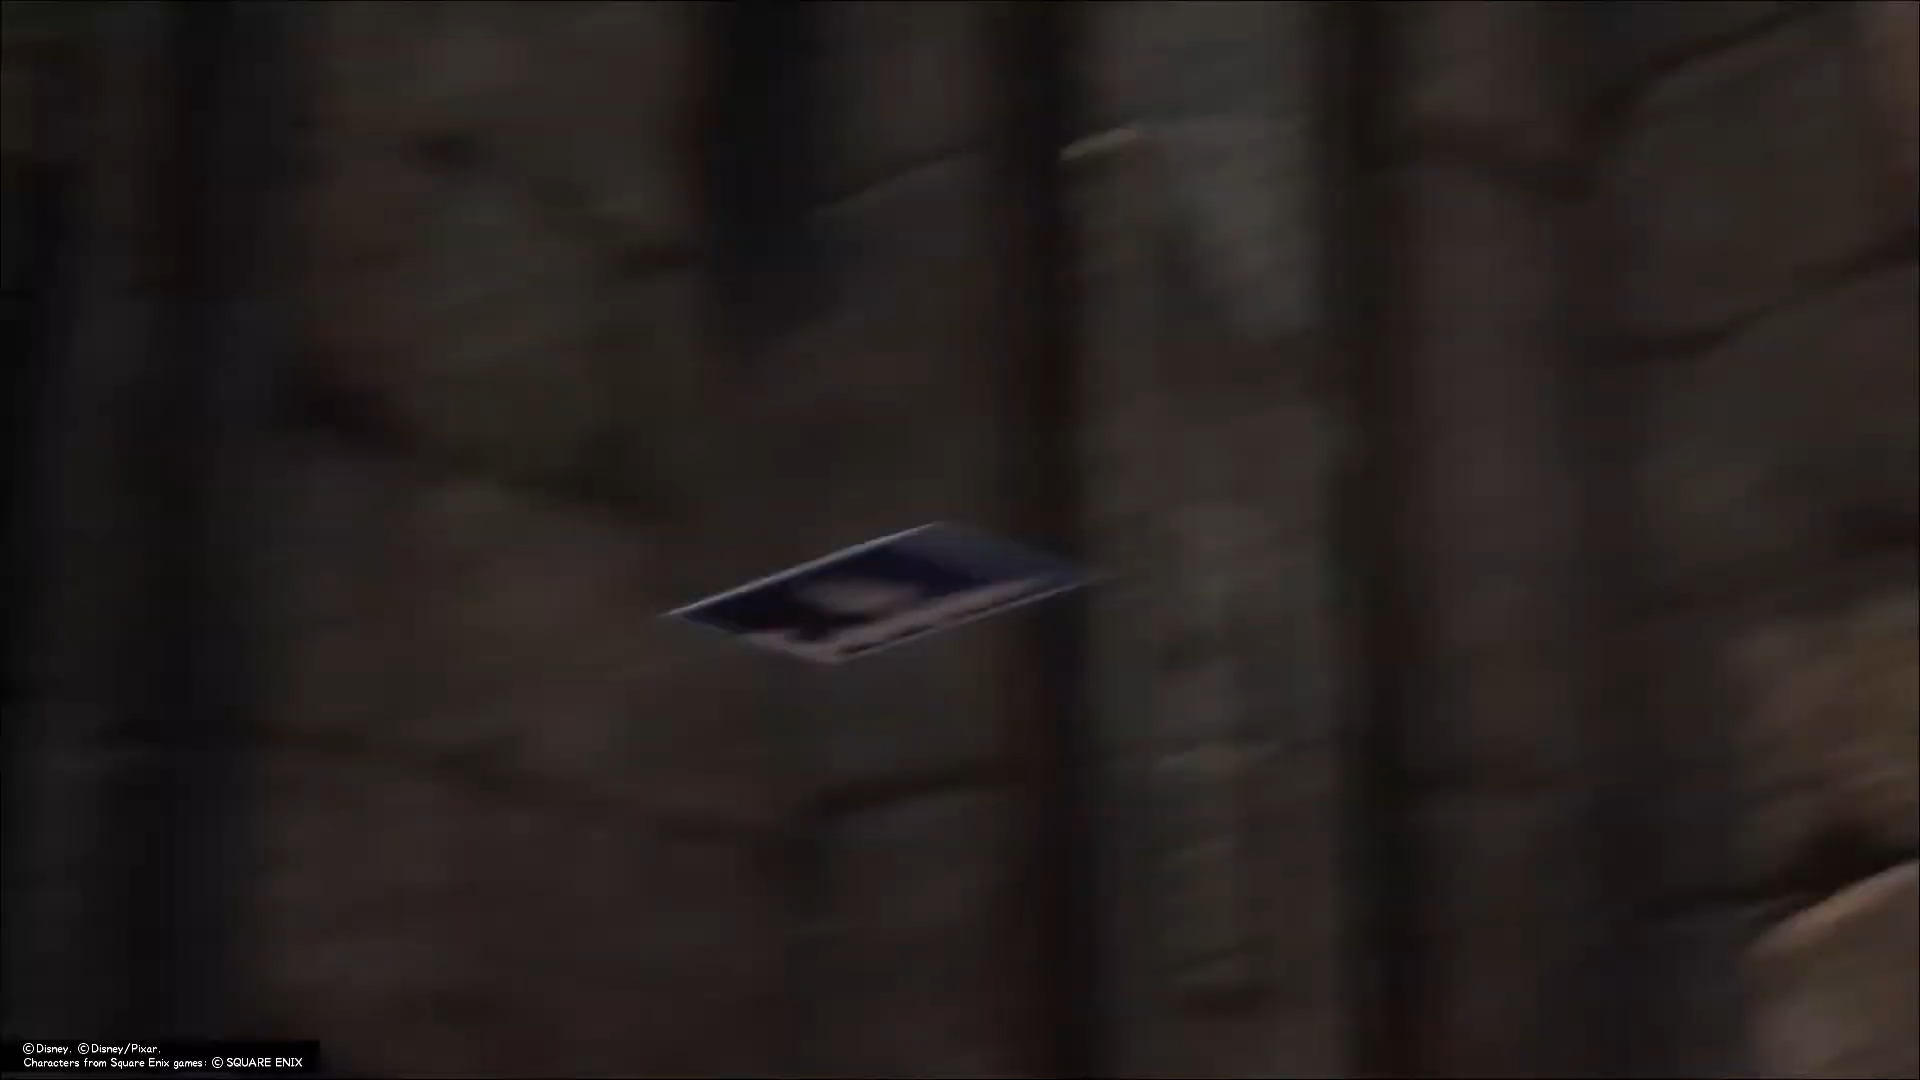 ©Disney. ©Disney/Pixar.
Characters from Square Enix games: © SQUARE ENIX